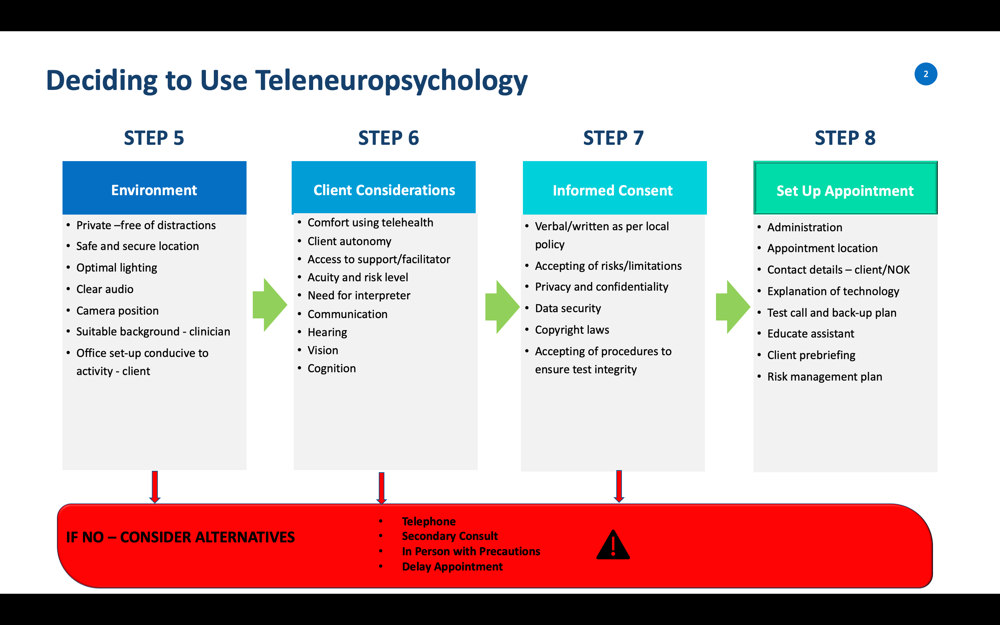 Deciding to Use Teleneuropsychology
2
STEP 5
Environment
• Private –free of distractions
• Safe and secure location
• Optimal lighting
• Clear audio
• Camera position
• Suitable background - clinician
• Office set-up conducive to
activity - client
STEP 6
Client Considerations
• Comfort using telehealth
• Client autonomy
• Access to support/facilitator
• Acuity and risk level
• Need for interpreter
• Communication
• Hearing
• Vision
• Cognition
STEP 7
Informed Consent
• Verbal/written as per local
policy
• Accepting of risks/limitations
• Privacy and confidentiality
• Data security
• Copyright laws
• Accepting of procedures to
ensure test integrity
STEP 8
Set Up Appointment
• Administration
• Appointment location
• Contact details – client/NOK
• Explanation of technology
• Test call and back-up plan
• Educate assistant
• Client prebriefing
• Risk management plan
IF NO – CONSIDER ALTERNATIVES
• Telephone
• Secondary Consult
• In Person with Precautions
• Delay Appointment